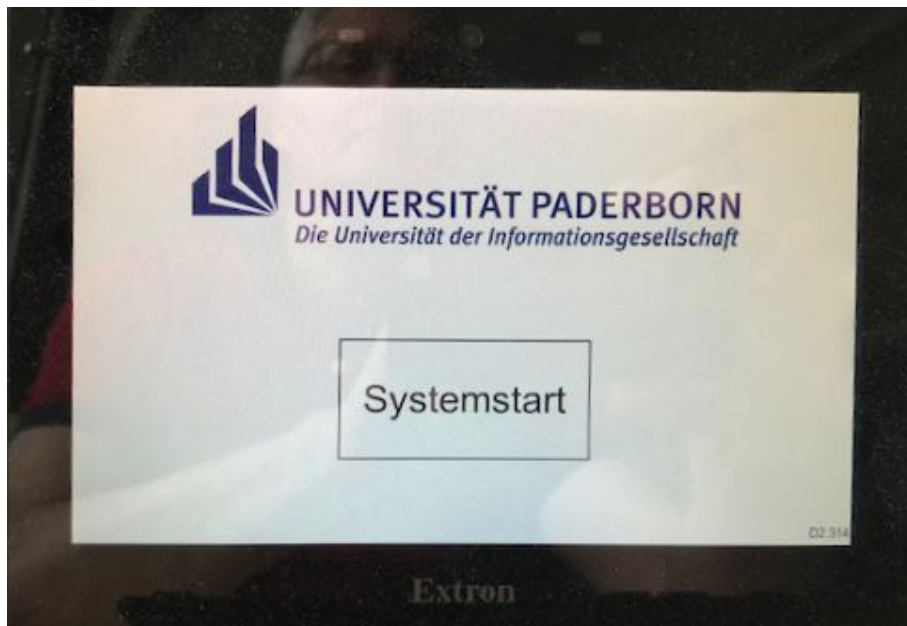 UNIVERSITÄT PADERBORN
Die Universität der Informationsgesellschaft
Systemstart
D2.314
Extron